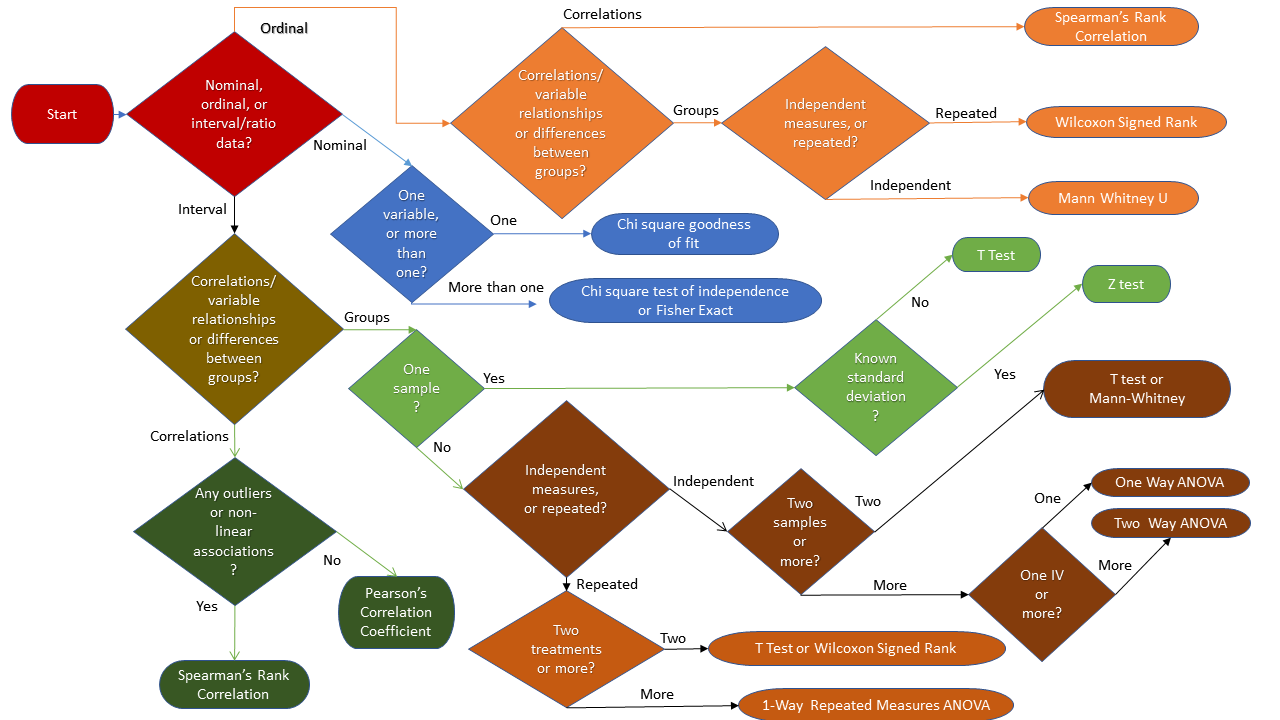 Correlations
Ordinal
Spearman's Rank
Correlation
Start
Nominal,
ordinal, or
interval/ratio
data?
Correlations/
variable
relationships
or differences
between
groups?
Groups
Independent
measures, or
repeated?
Repeated
Wilcoxon Signed Rank
Nominal
Independent
Mann Whitney U
Interval
One
variable,
or more
than
one?
One
Chi square goodness
of fit
More than one
Chi square test of independence
or Fisher Exact
T Test
Z test
No
Correlations/
variable
relationships
or differences
between
groups?
Groups
One
sample
?
Yes
Known
standard
deviation
?
Yes
T test or
Mann-Whitney
Correlations
No
Independent
measures,
or repeated?
Independent
Two
samples
or
more?
Two
One
One Way ANOVA
Two Way ANOVA
Any outliers
or non-
linear
associations
?
No
Yes
Pearson's
Correlation
Coefficient
Repeated
More
One IV
or
more?
More
Two
treatments
or more?
Two
T Test or Wilcoxon Signed Rank
More
1-Way Repeated Measures ANOVA
Spearman's Rank
Correlation